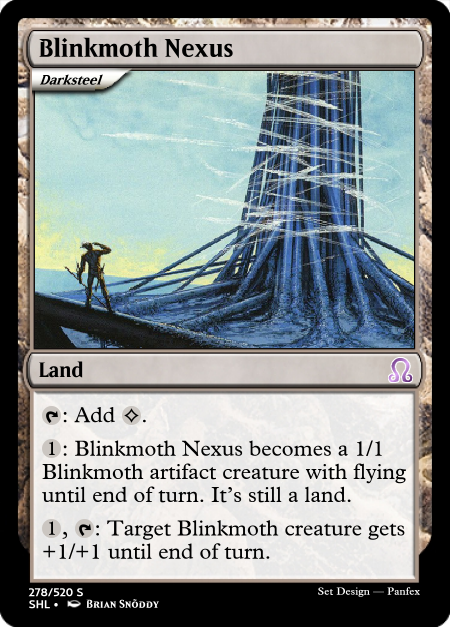 Blinkmoth Nexus
Darksteel
Land
: Add .
1: Blinkmoth Nexus becomes a 1/1
Blinkmoth artifact creature with flying
until end of turn. It's still a land.
1, : Target Blinkmoth creature gets
+1/+1 until end of turn.
278/520 S
Set Design — Panfex
SHL • Brian Snõddy